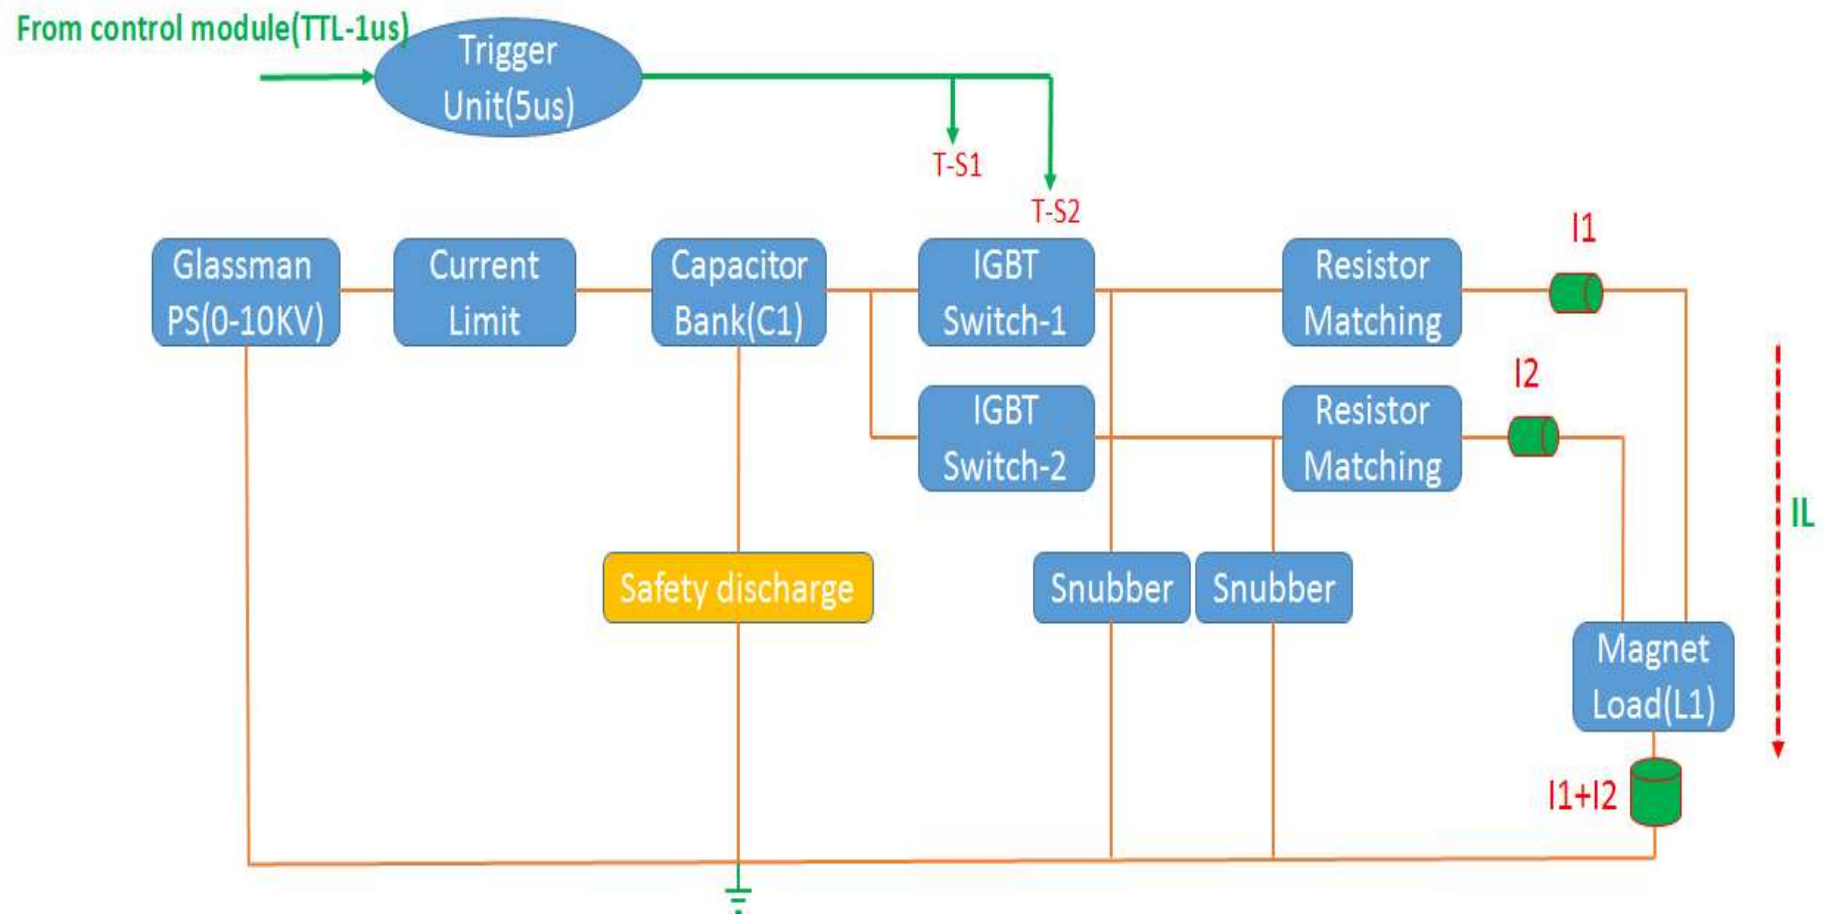 From control module(TTL-1us)
Trigger
Unit(5us)
T-S1
T-S2
I1
Glassman
PS(0-10KV)
Current
Limit
Capacitor
Bank(C1)
IGBT
Switch-1
Resistor
Matching
I2
IGBT
Switch-2
Resistor
Matching
IL
Safety discharge
Snubber
Snubber
Magnet
Load(L1)
I1+I2